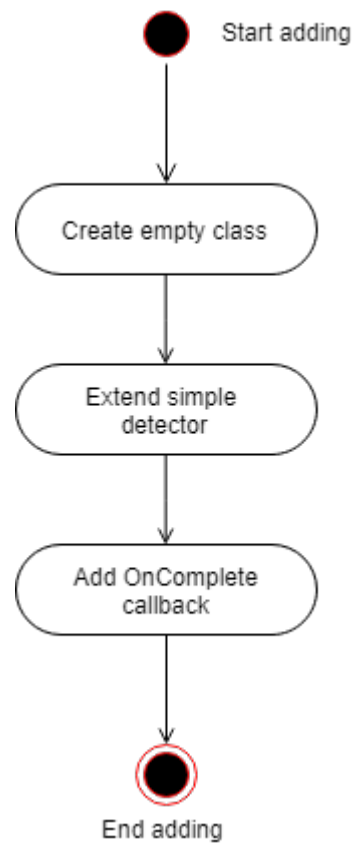 Start adding
Create empty class
Extend simple
detector
Add OnComplete
callback
End adding